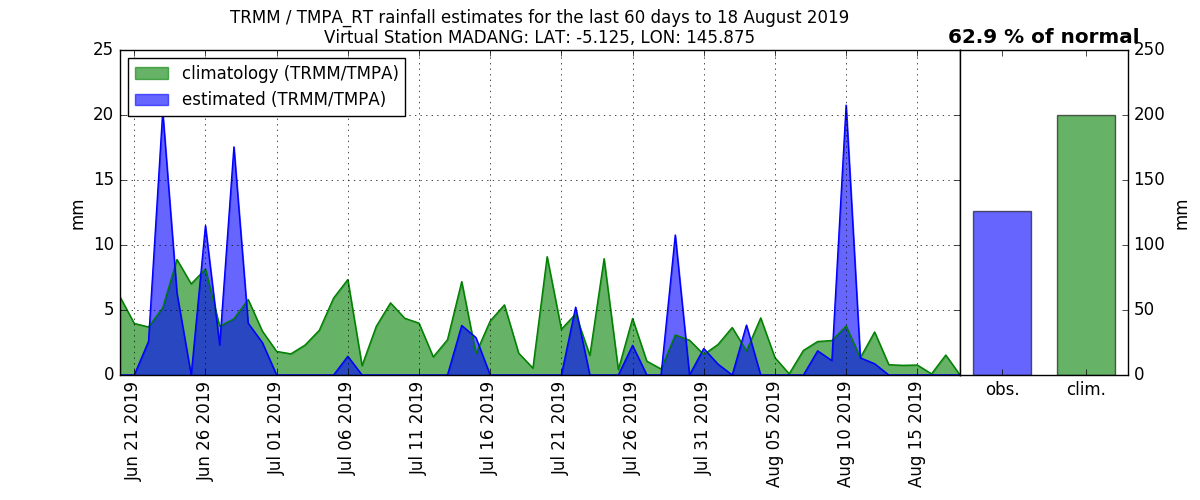 TRMM / TMPA_RT rainfall estimates for the last 60 days to 18 August 2019
Virtual Station MADANG: LAT: -5.125, LON: 145.875
62.9 % of normal
climatology (TRMM/TMPA)
estimated (TRMM/TMPA)
25
20
15
10
5
0
mm
Jun 21 2019
Jun 26 2019
Jul 01 2019
Jul 06 2019
Jul 11 2019
Jul 16 2019
Jul 21 2019
Jul 26 2019
Jul 31 2019
Aug 05 2019
Aug 10 2019
Aug 15 2019
250
200
150
100
50
0
mm
obs.
clim.